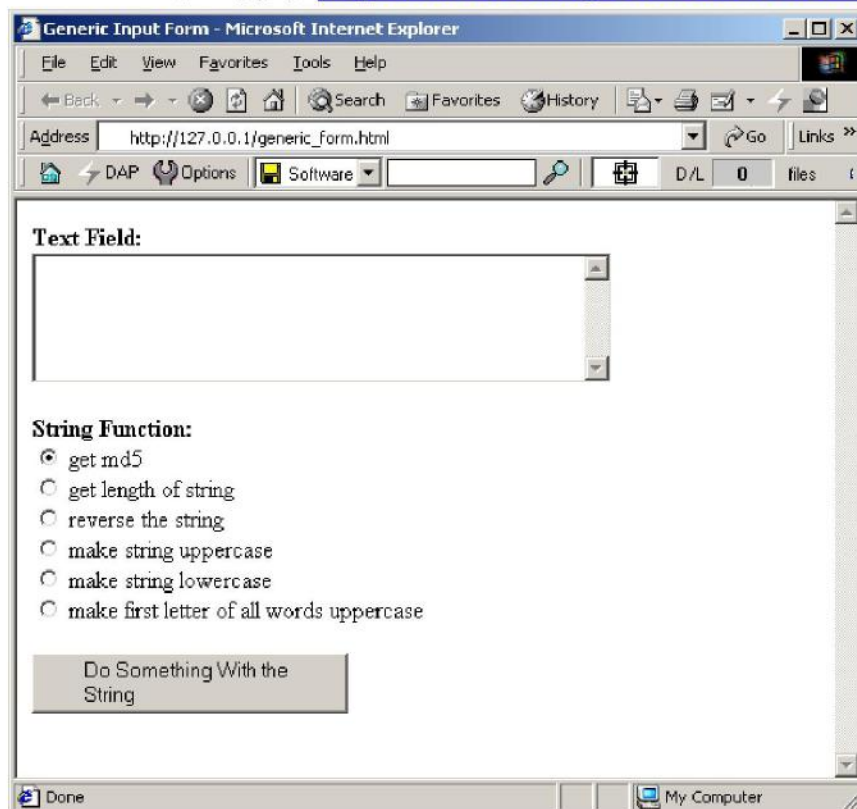 Generic Input Form - Microsoft Internet Explorer
File Edit View Favorites Tools Help
Back Search Favorites History
Address http://127.0.0.1/generic_form.html Go Links »
DAP Options Software D/L 0 files
Text Field:
String Function:
get md5
get length of string
reverse the string
make string uppercase
make string lowercase
make first letter of all words uppercase
Do Something With the
String
Done My Computer